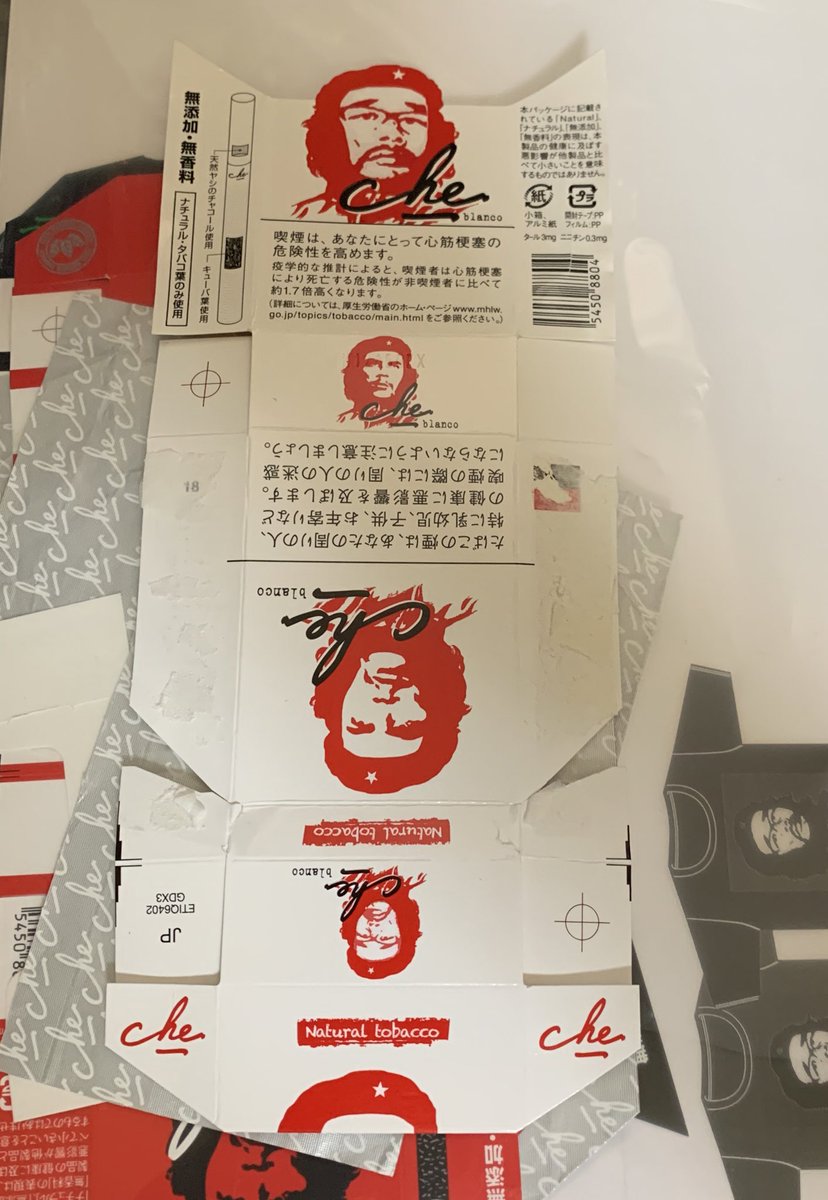 無添加・無香料
ナチュラル・タバコ葉のみ使用
天然ヤシのチャコール使用
キューバ葉使用
che
che
blanco
喫煙は、あなたにとって心筋梗塞の
危険性を高めます。
疫学的な推計によると、喫煙者は心筋梗塞
により死亡する危険性が非喫煙者に比べて
約1.7倍高くなります。
(詳細については、厚生労働省のホーム・ページ www.mhlw.
go.jp/topics/tobacco/main.html をご参照ください。)
本パッケージに記載さ
れている「Natural」、
「ナチュラル」、「無添加」、
「無香料」の表現は、本
製品の健康に及ぼす
悪影響が他製品と比
べて小さいことを意味
するものではありません。
紙
プラ
小箱、
アルミ紙
開封テープ:PP
フィルム:PP
タール3mg ニコチン0.3mg
5450 8804
che
blanco
18
たばこの煙は、あなたの周りの人、
特に乳幼児、子供、お年寄りなど
の健康に悪影響を及ぼします。
喫煙の際には、周りの人の迷惑
にならないように注意しましょう。
che
blanco
Natural tobacco
che
blanco
JP
ETIQ6402
GDX3
che
Natural tobacco
che